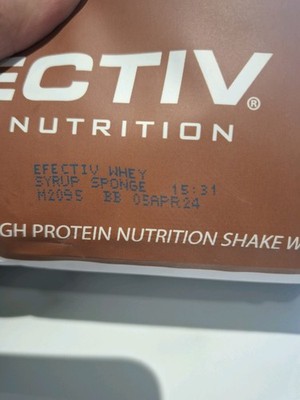 ECTIV®
NUTRITION
EFECTIV WHEY
SYRUP SPONGE 15:31
M2095 BB 05APR24
GH PROTEIN NUTRITION SHAKE W